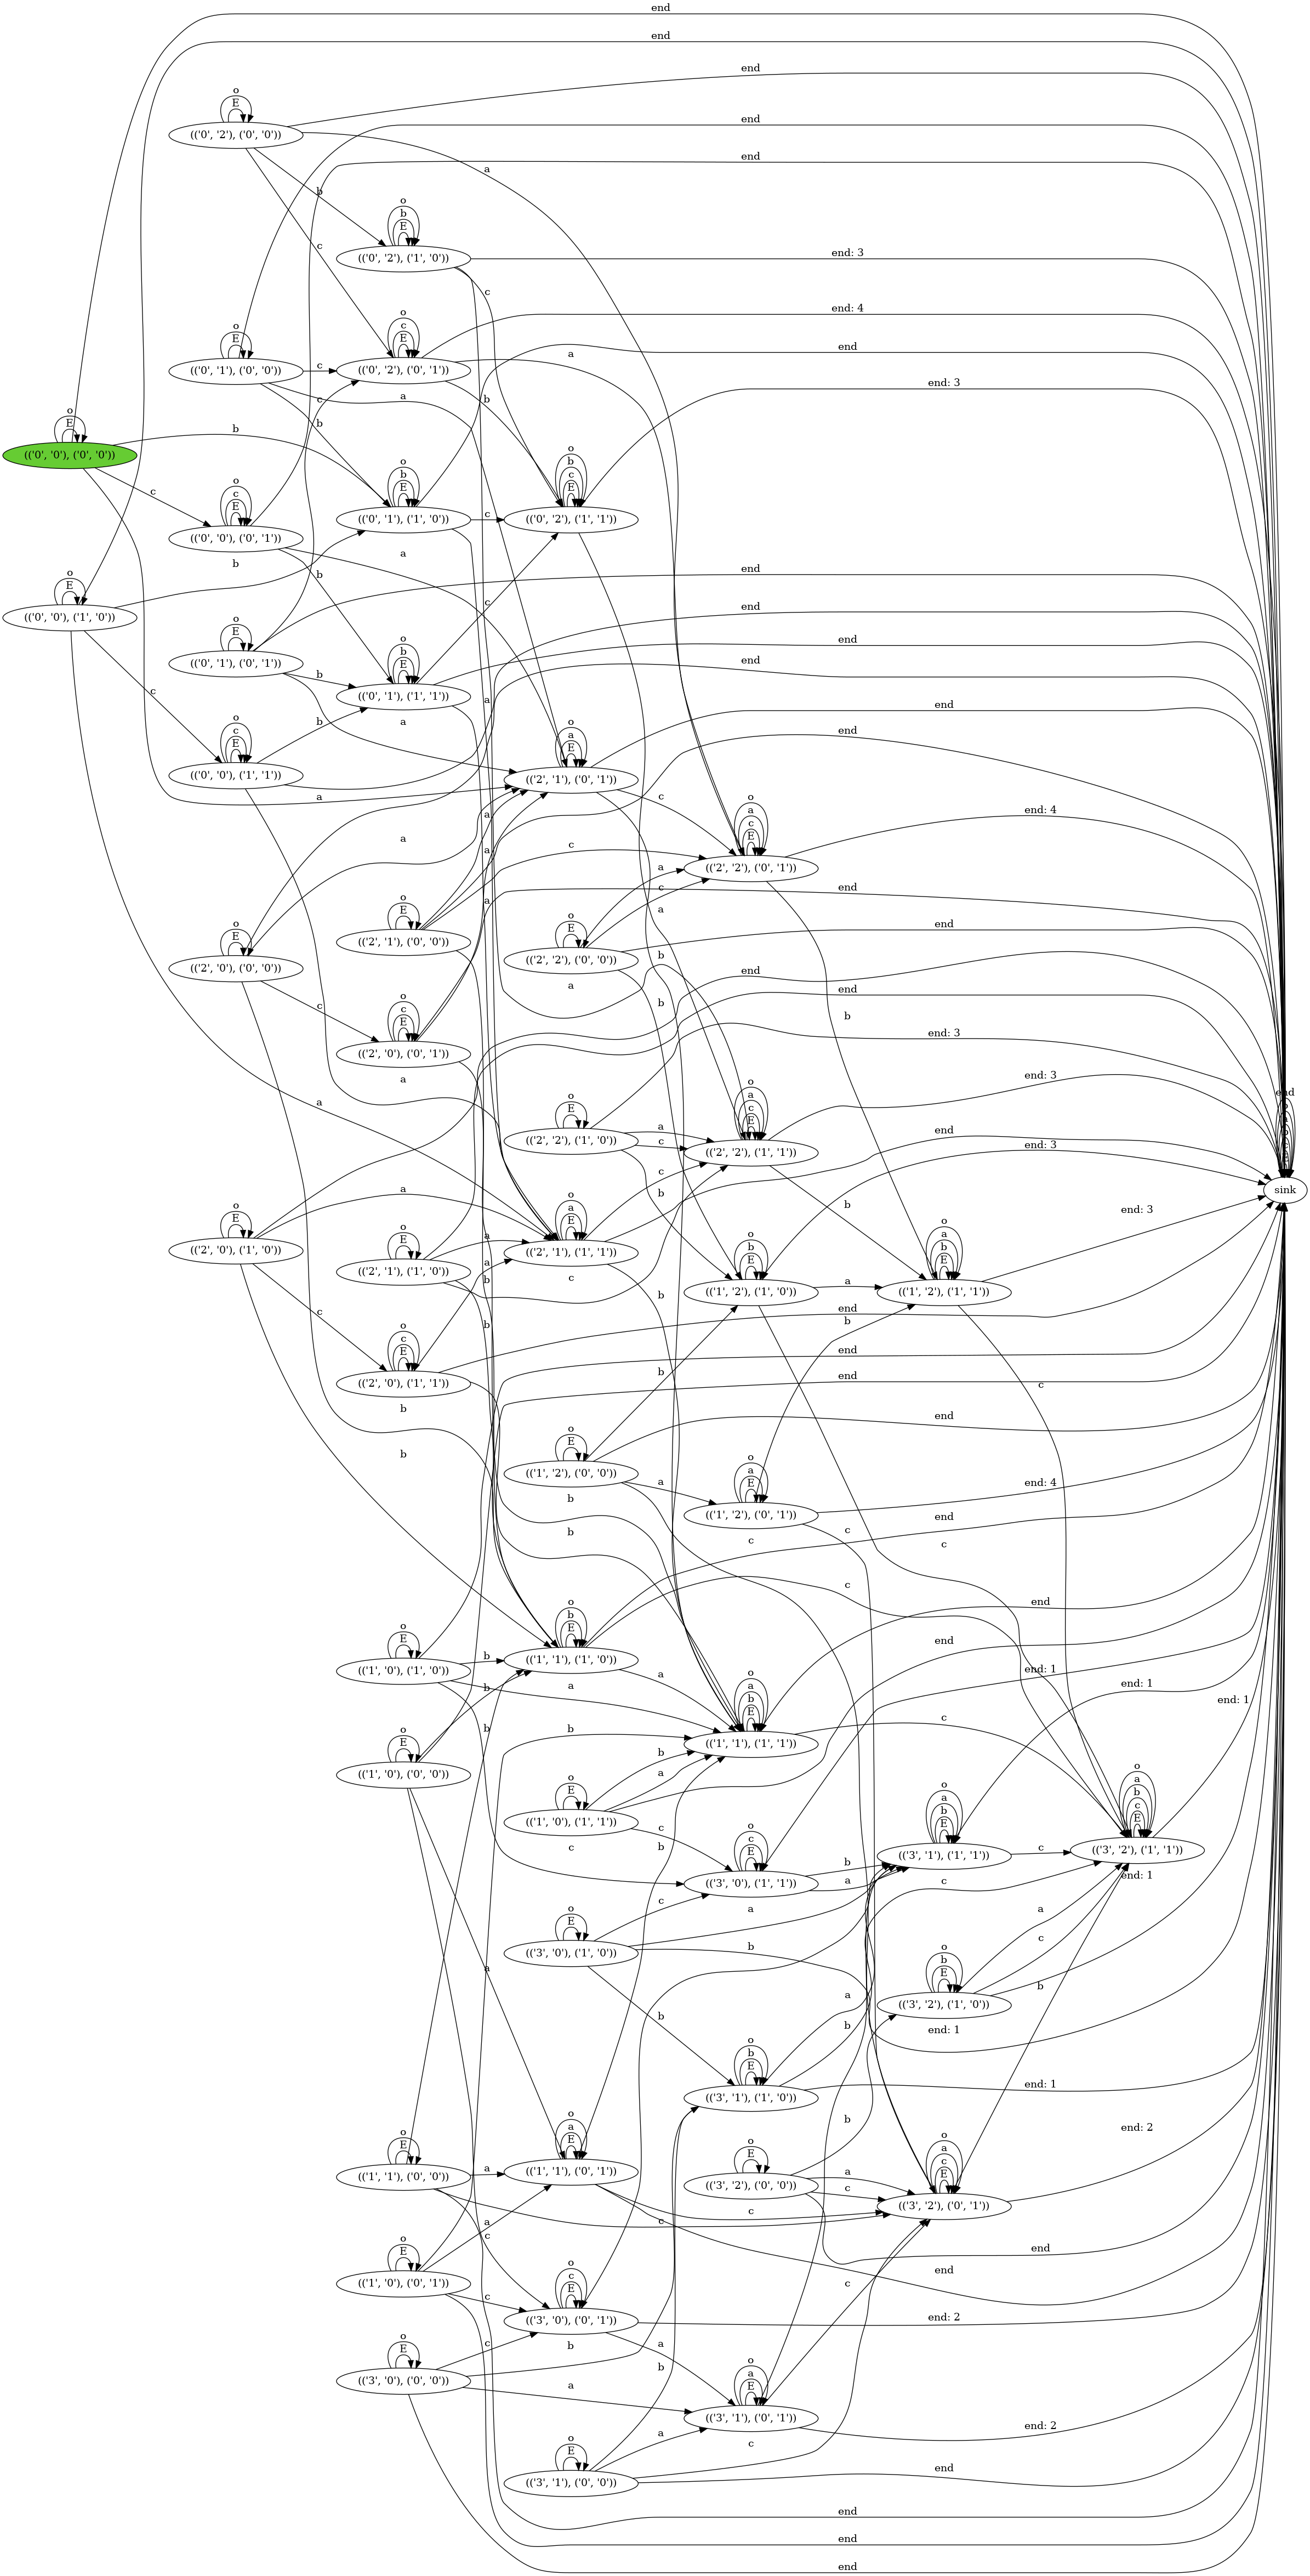 end
end
end
o
E
(('0', '2'), ('0', '0'))
end
end
a
b
o
b
E
(('0', '2'), ('1', '0'))
c
end: 3
c
end: 4
o
c
E
(('0', '2'), ('0', '1'))
o
E
(('0', '1'), ('0', '0'))
c
a
end
end: 3
a
c
b
b
o
E
(('0', '0'), ('0', '0'))
b
o
b
E
(('0', '1'), ('1', '0'))
o
b
c
E
(('0', '2'), ('1', '1'))
c
c
o
c
E
(('0', '0'), ('0', '1'))
a
b
b
end
o
E
(('0', '0'), ('1', '0'))
c
end
o
E
(('0', '1'), ('0', '1'))
b
o
b
E
(('0', '1'), ('1', '1'))
end
end
c
a
b
a
end
o
c
E
(('0', '0'), ('1', '1'))
o
a
E
(('2', '1'), ('0', '1'))
end
a
c
a
end: 4
o
a
c
E
(('2', '2'), ('0', '1'))
a
a
c
a
c
end
a
a
o
E
(('2', '1'), ('0', '0'))
o
E
(('2', '2'), ('0', '0'))
end
o
E
(('2', '0'), ('0', '0'))
b
end
a
end
c
o
c
E
(('2', '0'), ('0', '1'))
b
b
end: 3
a
end: 3
a
o
E
(('2', '2'), ('1', '0'))
a
c
o
a
c
E
(('2', '2'), ('1', '1'))
end
end: 3
c
end
sink
a
b
b
end: 3
o
E
(('2', '0'), ('1', '0'))
o
E
(('2', '1'), ('1', '0'))
a
b
c
o
a
E
(('2', '1'), ('1', '1'))
o
b
E
(('1', '2'), ('1', '0'))
a
o
a
b
E
(('1', '2'), ('1', '1'))
b
c
b
end
b
end
o
c
E
(('2', '0'), ('1', '1'))
end
b
c
b
b
end
o
E
(('1', '2'), ('0', '0'))
a
o
a
E
(('1', '2'), ('0', '1'))
end: 4
b
end
b
c
c
c
c
end
o
b
E
(('1', '1'), ('1', '0'))
o
E
(('1', '0'), ('1', '0'))
b
a
a
end
end: 1
end: 1
end: 1
b
b
o
a
b
E
(('1', '1'), ('1', '1'))
c
o
E
(('1', '0'), ('0', '0'))
b
b
a
o
E
(('1', '0'), ('1', '1'))
c
b
c
o
c
E
(('3', '0'), ('1', '1'))
b
a
o
a
b
E
(('3', '1'), ('1', '1'))
c
o
a
b
c
E
(('3', '2'), ('1', '1'))
end: 1
c
c
a
o
E
(('3', '0'), ('1', '0'))
b
a
c
a
b
o
b
E
(('3', '2'), ('1', '0'))
b
a
b
end: 1
o
b
E
(('3', '1'), ('1', '0'))
end: 1
b
end: 2
o
E
(('1', '1'), ('0', '0'))
a
o
a
E
(('1', '1'), ('0', '1'))
o
E
(('3', '2'), ('0', '0'))
a
c
o
a
c
E
(('3', '2'), ('0', '1'))
c
c
a
c
end
end
o
E
(('1', '0'), ('0', '1'))
c
o
c
E
(('3', '0'), ('0', '1'))
c
end: 2
o
E
(('3', '0'), ('0', '0'))
c
b
a
b
a
o
a
E
(('3', '1'), ('0', '1'))
end: 2
a
c
o
E
(('3', '1'), ('0', '0'))
end
end
end
end